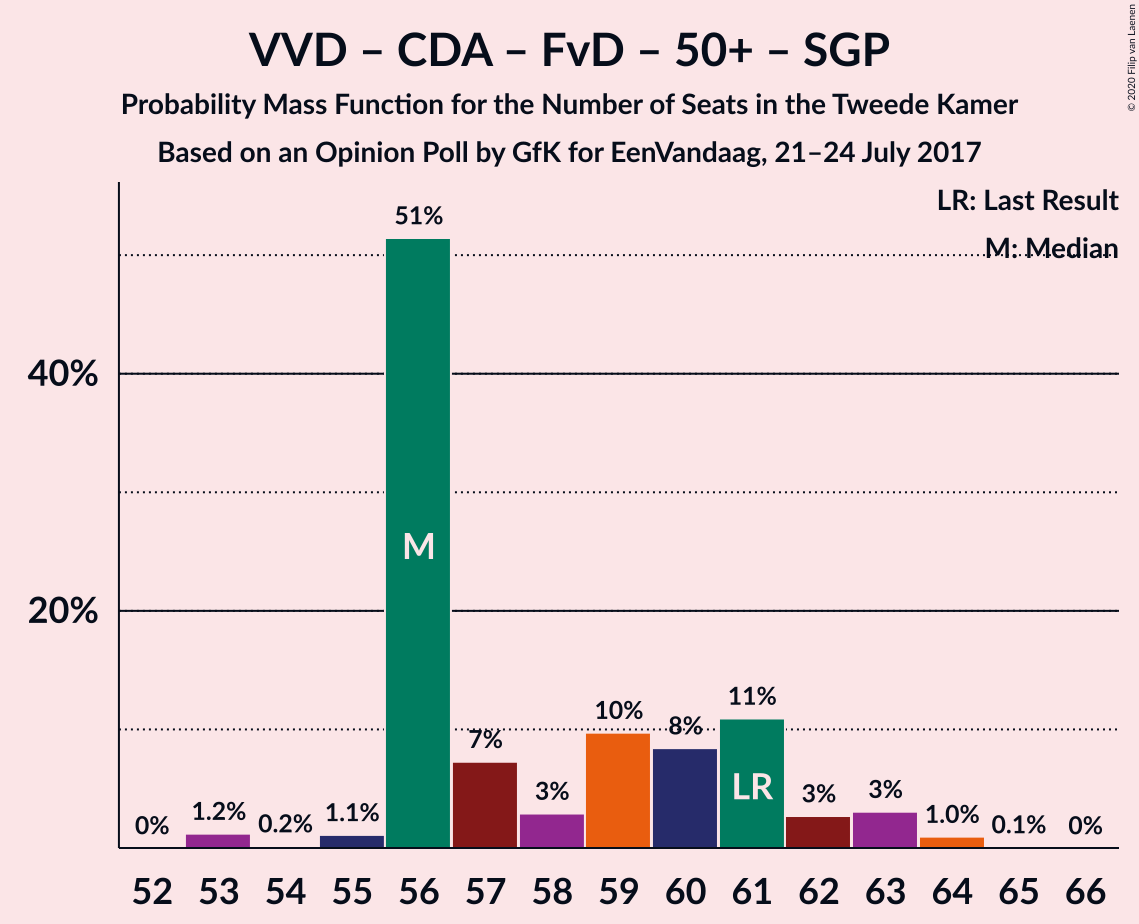 VVD – CDA – FvD – 50+ – SGP
Probability Mass Function for the Number of Seats in the Tweede Kamer
Based on an Opinion Poll by GfK for EenVandaag, 21–24 July 2017
© 2020 Filip van Laenen
LR: Last Result
M: Median
40%
20%
0% 1.2% 0.2% 1.1% 51% 7% 3% 10% 8% 11% 3% 3% 1.0% 0.1% 0%
M
LR
52 53 54 55 56 57 58 59 60 61 62 63 64 65 66